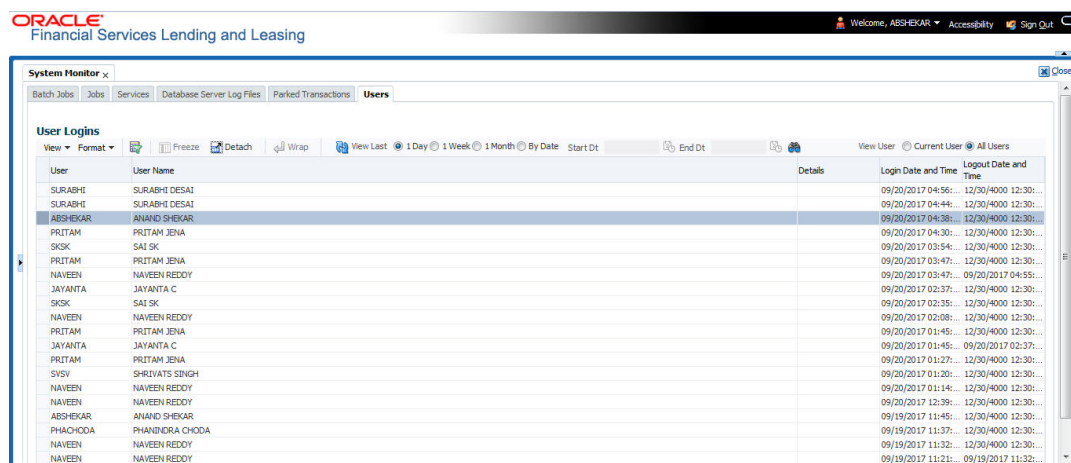 ORACLE
Financial Services Lending and Leasing
Welcome, ABSHEKAR Accessibility Sign Out
System Monitor x Close
Batch Jobs Jobs Services Database Server Log Files Parked Transactions Users
User Logins
View Format Freeze Detach Wrap View Last 1 Day 1 Week 1 Month By Date Start Dt End Dt View User Current User All Users
User User Name Details Login Date and Time Logout Date and Time
SURABHI SURABHI DESAI 09/20/2017 04:56:... 12/30/4000 12:30:...
SURABHI SURABHI DESAI 09/20/2017 04:44:... 12/30/4000 12:30:...
ABSHEKAR ANAND SHEKAR 09/20/2017 04:38:... 12/30/4000 12:30:...
PRITAM PRITAM JENA 09/20/2017 04:30:... 12/30/4000 12:30:...
SKSK SAI SK 09/20/2017 03:54:... 12/30/4000 12:30:...
PRITAM PRITAM JENA 09/20/2017 03:47:... 12/30/4000 12:30:...
NAVEEN NAVEEN REDDY 09/20/2017 03:47:... 09/20/2017 04:55:...
JAYANTA JAYANTA C 09/20/2017 02:37:... 12/30/4000 12:30:...
SKSK SAI SK 09/20/2017 02:35:... 12/30/4000 12:30:...
NAVEEN NAVEEN REDDY 09/20/2017 02:08:... 12/30/4000 12:30:...
PRITAM PRITAM JENA 09/20/2017 01:45:... 12/30/4000 12:30:...
JAYANTA JAYANTA C 09/20/2017 01:45:... 09/20/2017 02:37:...
PRITAM PRITAM JENA 09/20/2017 01:27:... 12/30/4000 12:30:...
SVSV SHRIVATS SINGH 09/20/2017 01:20:... 12/30/4000 12:30:...
NAVEEN NAVEEN REDDY 09/20/2017 01:14:... 12/30/4000 12:30:...
NAVEEN NAVEEN REDDY 09/20/2017 12:39:... 12/30/4000 12:30:...
ABSHEKAR ANAND SHEKAR 09/19/2017 11:45:... 12/30/4000 12:30:...
PHACHODA PHANINDRA CHODA 09/19/2017 11:37:... 12/30/4000 12:30:...
NAVEEN NAVEEN REDDY 09/19/2017 11:32:... 12/30/4000 12:30:...
NAVEEN NAVEEN REDDY 09/19/2017 11:21:... 09/19/2017 11:32:...